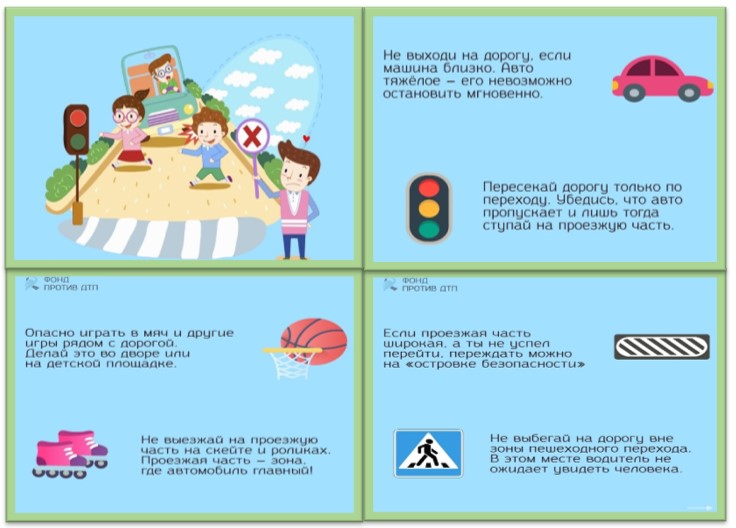 Не выходи на дорогу, если
машина близко. Авто
тяжёлое – его невозможно
остановить мгновенно.
Пересекай дорогу только по
переходу. Убедись, что авто
пропускает и лишь тогда
ступай на проезжую часть.
ФОНД
ПРОТИВ ДТП
Опасно играть в мяч и другие
игры рядом с дорогой.
Делай это во дворе или
на детской площадке.
Не выезжай на проезжую
часть на скейте и роликах.
Проезжая часть – зона,
где автомобиль главный!
ФОНД
ПРОТИВ ДТП
Если проезжая часть
широкая, а ты не успел
перейти, переждать можно
на «островке безопасности»
Не выбегай на дорогу вне
зоны пешеходного перехода.
В этом месте водитель не
ожидает увидеть человека.